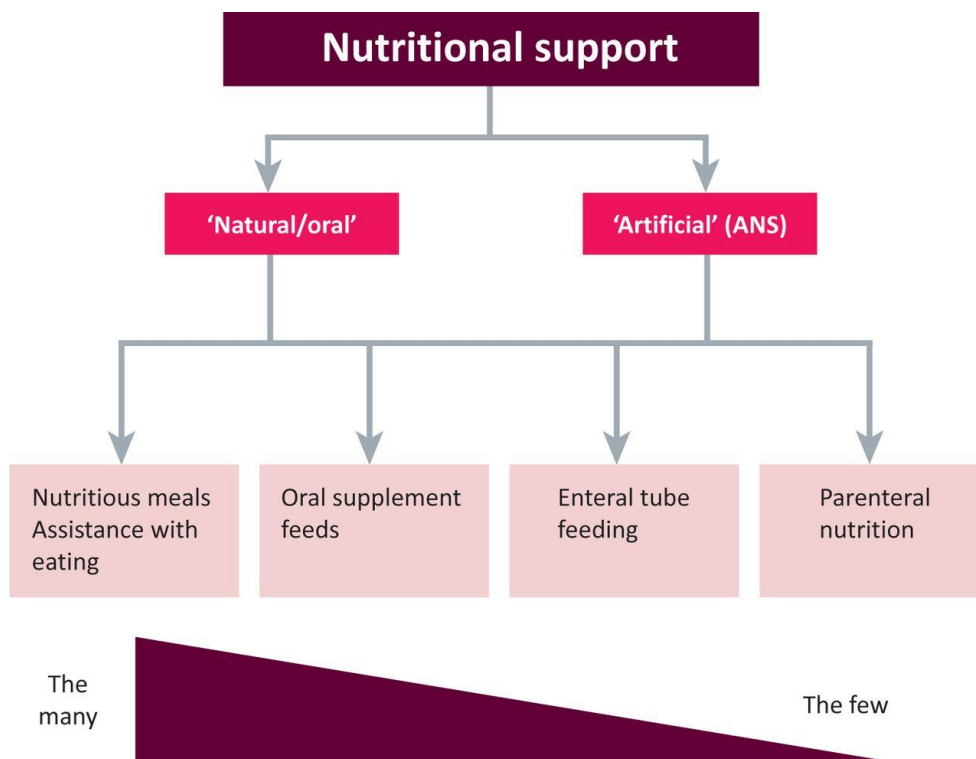 Nutritional support
‘Natural/oral’
‘Artificial’ (ANS)
Nutritious meals
Assistance with
eating
Oral supplement
feeds
Enteral tube
feeding
Parenteral
nutrition
The
many
The few